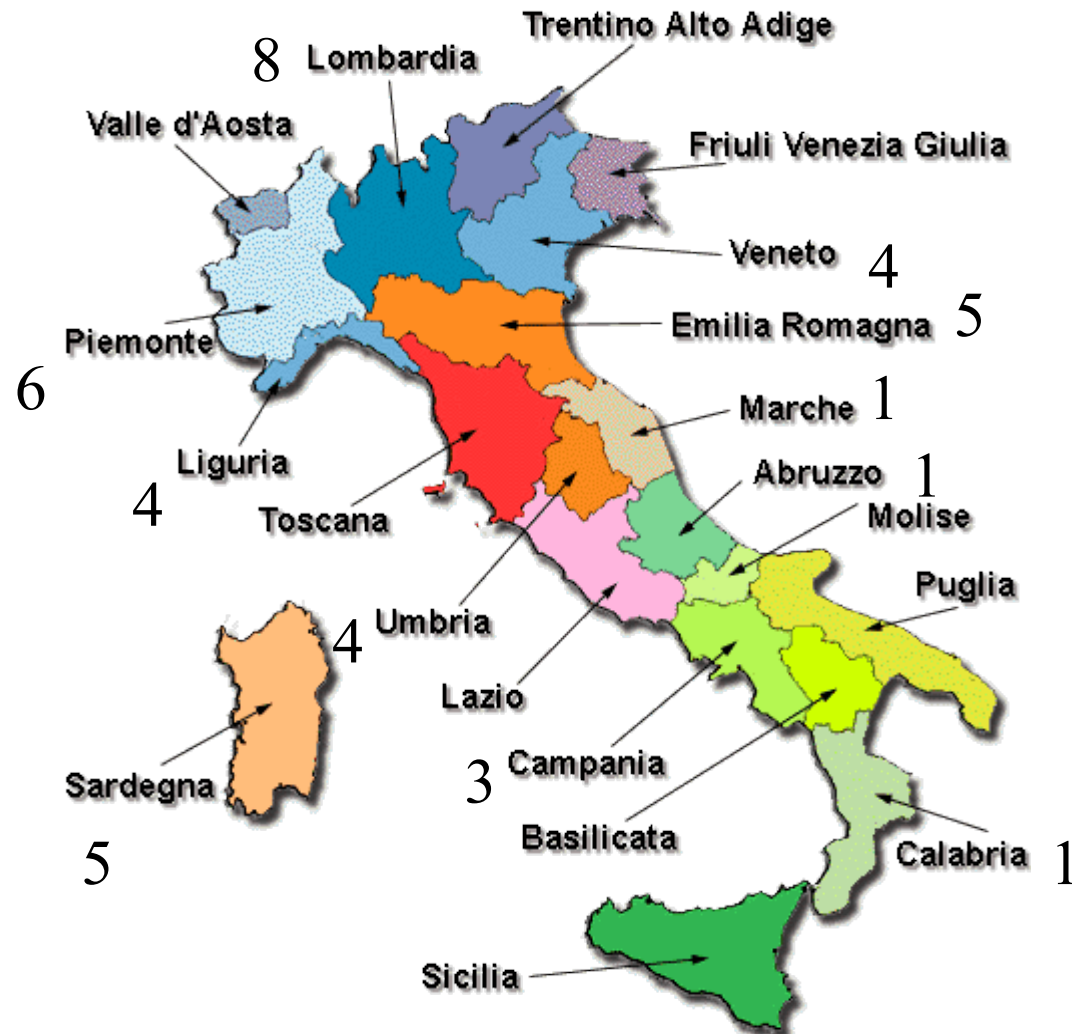 Trentino Alto Adige
8 Lombardia
Valle d'Aosta
Friuli Venezia Giulia
Veneto 4
Emilia Romagna 5
Piemonte
6
Marche 1
Liguria
4
Abruzzo 1
Toscana
Molise
Puglia
Umbria
4
Lazio
Campania
3
Sardegna
5
Basilicata
Calabria 1
Sicilia